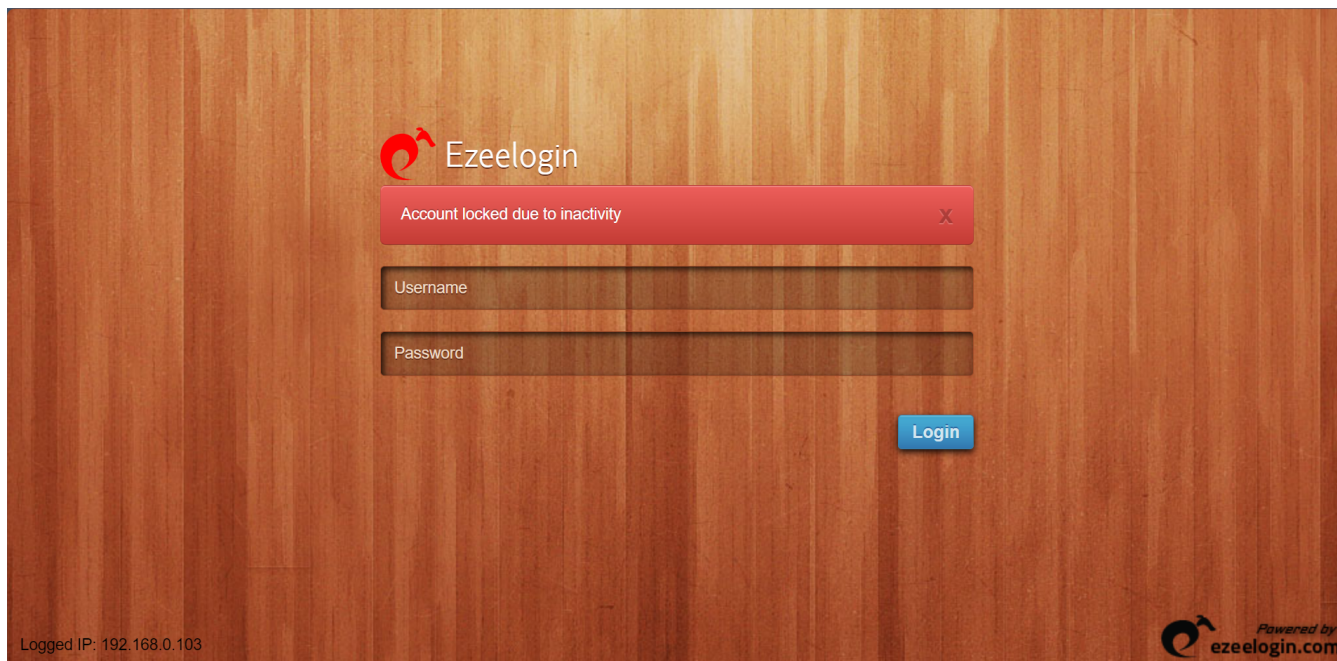 Ezeelogin
Account locked due to inactivity
x
Username
Password
Login
Logged IP: 192.168.0.103
Powered by
ezeelogin.com